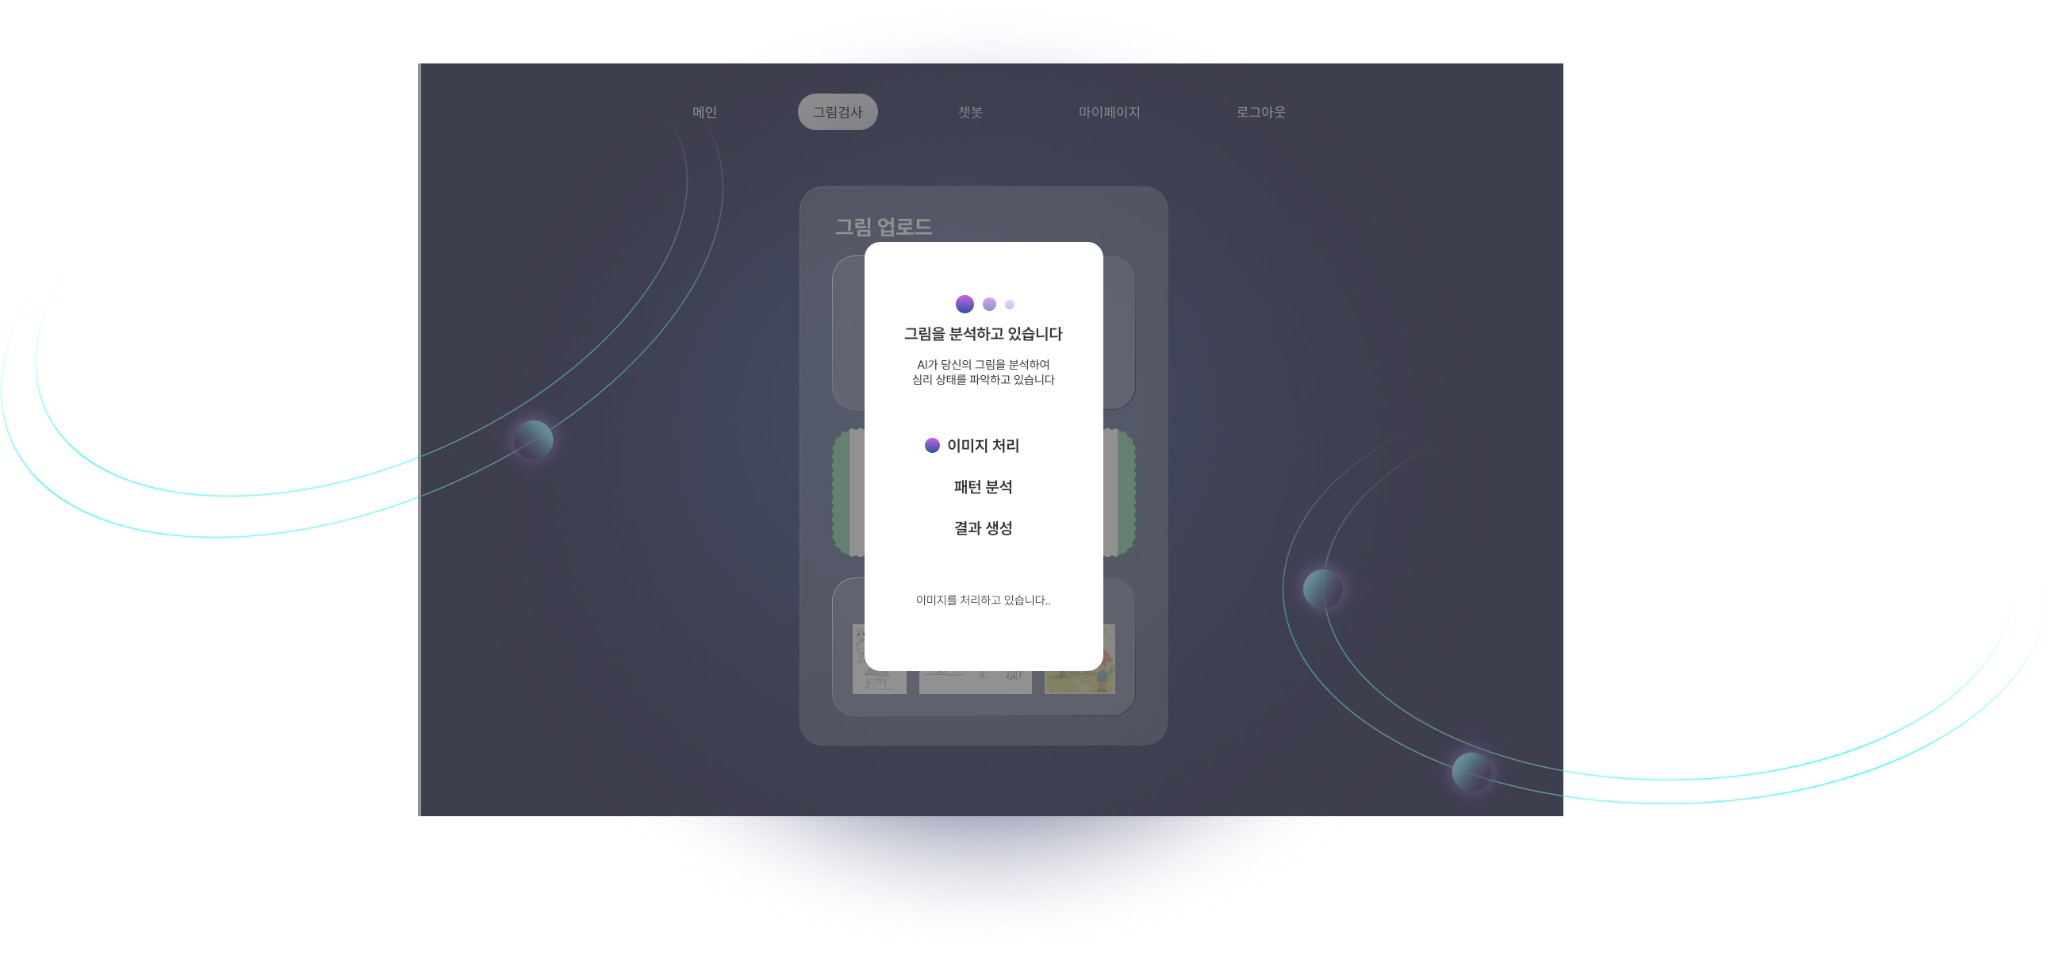 메인
그림검사
챗봇
마이페이지
로그아웃
그림 업로드
그림을 분석하고 있습니다
AI가 당신의 그림을 분석하여
심리 상태를 파악하고 있습니다
이미지 처리
패턴 분석
결과 생성
이미지를 처리하고 있습니다..